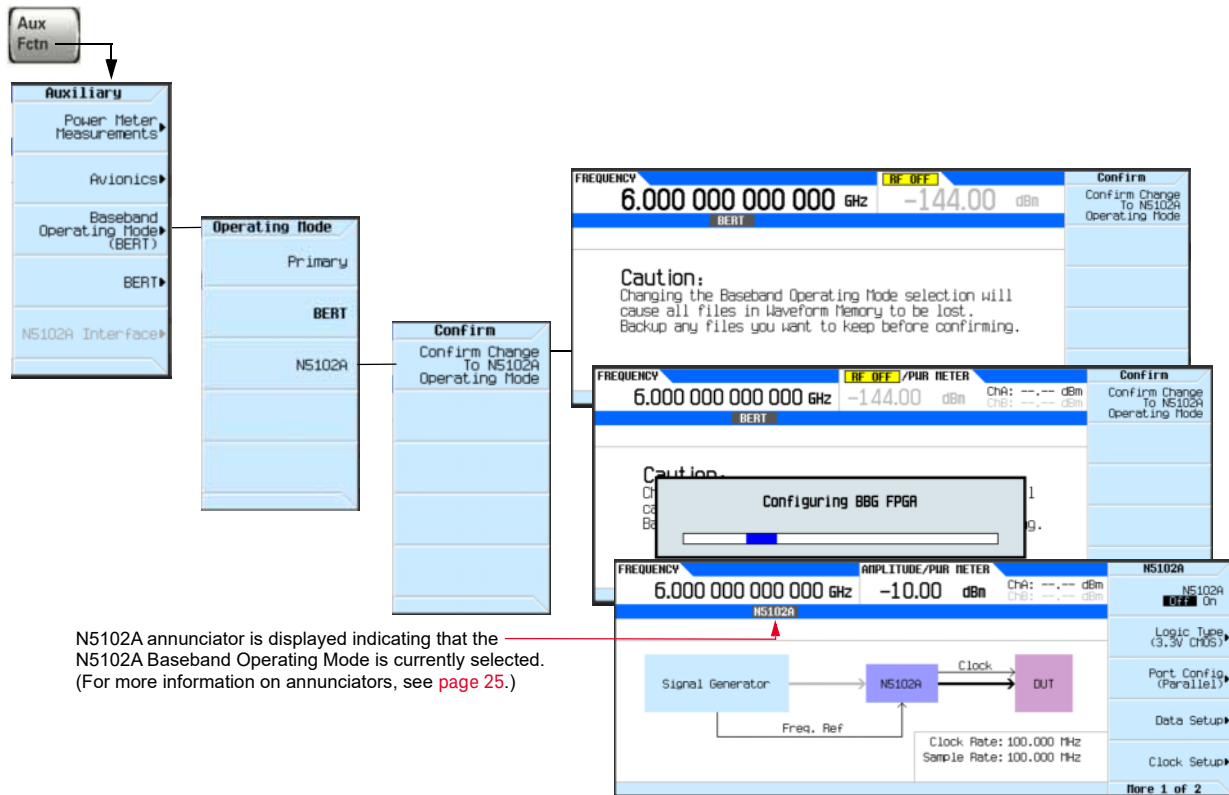 Aux
Fctn
Auxiliary
Power Meter
Measurements
Avionics
Baseband
Operating Mode
(BERT)
BERT
N5102A Interface
Operating Mode
Primary
BERT
N5102A
Confirm
Confirm Change
To N5102A
Operating Mode
FREQUENCY
RF OFF
6.000 000 000 000 GHz
-144.00 dBm
BERT
Caution:
Changing the Baseband Operating Mode selection will
cause all files in Waveform Memory to be lost.
Backup any files you want to keep before confirming.
Confirm
Confirm Change
To N5102A
Operating Mode
FREQUENCY
RF OFF /PWR METER
6.000 000 000 000 GHz
-144.00 dBm
ChA: --.-- dBm
ChB: --.-- dBm
BERT
Caution:
Ch
l
ca
Ba
g.
Configuring BBG FPGA
Confirm
Confirm Change
To N5102A
Operating Mode
FREQUENCY
AMPLITUDE/PWR METER
6.000 000 000 000 GHz
-10.00 dBm
ChA: --.-- dBm
ChB: --.-- dBm
N5102A
Signal Generator
N5102A
Clock
DUT
Freq. Ref
Clock Rate: 100.000 MHz
Sample Rate: 100.000 MHz
N5102A
N5102A
Off On
Logic Type
(3.3V CMOS)
Port Config
(Parallel)
Data Setup
Clock Setup
More 1 of 2
N5102A annunciator is displayed indicating that the
N5102A Baseband Operating Mode is currently selected.
(For more information on annunciators, see page 25.)